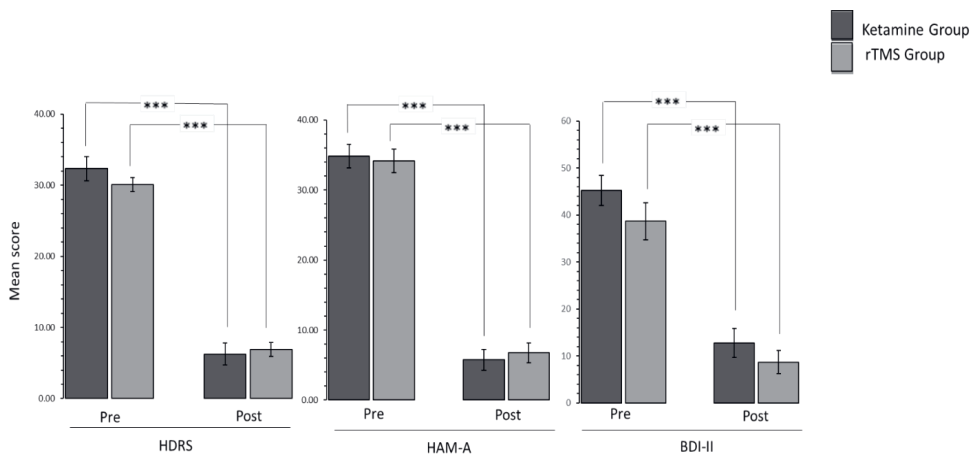 Ketamine Group
rTMS Group
Mean score
40.00
30.00
20.00
10.00
0.00
***
***
Pre
Post
HDRS
40.00
30.00
20.00
10.00
0.00
***
***
Pre
Post
HAM-A
60
50
40
30
20
10
0
***
***
Pre
Post
BDI-II